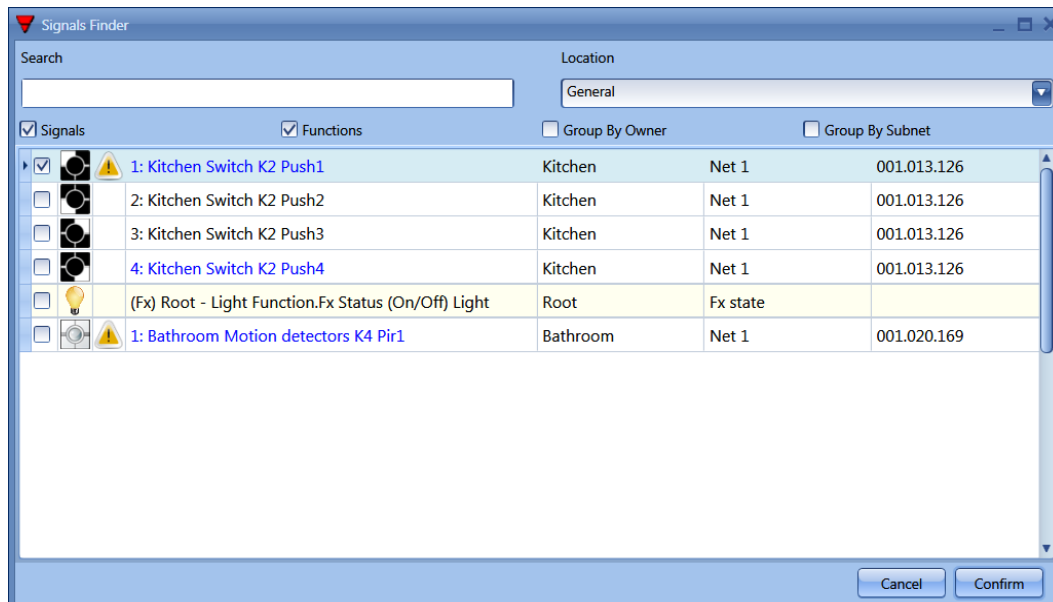 Signals Finder
Search Location
General
Signals Functions Group By Owner Group By Subnet
1: Kitchen Switch K2 Push1 Kitchen Net 1 001.013.126
2: Kitchen Switch K2 Push2 Kitchen Net 1 001.013.126
3: Kitchen Switch K2 Push3 Kitchen Net 1 001.013.126
4: Kitchen Switch K2 Push4 Kitchen Net 1 001.013.126
(Fx) Root - Light Function.Fx Status (On/Off) Light Root Fx state
1: Bathroom Motion detectors K4 Pir1 Bathroom Net 1 001.020.169
Cancel Confirm